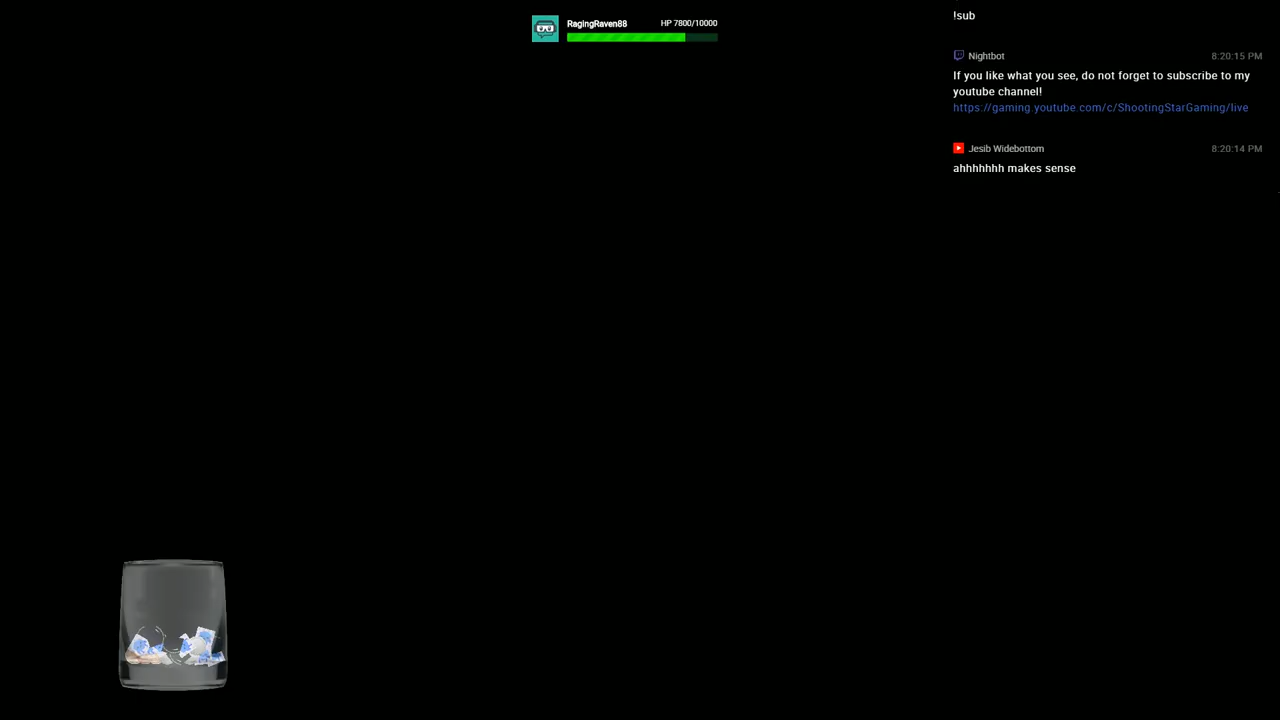 RagingRaven88 HP 7800/10000
!sub
Nightbot 8:20:15 PM
If you like what you see, do not forget to subscribe to my
youtube channel!
https://gaming.youtube.com/c/ShootingStarGaming/live
Jesib Widebottom 8:20:14 PM
ahhhhhhh makes sense